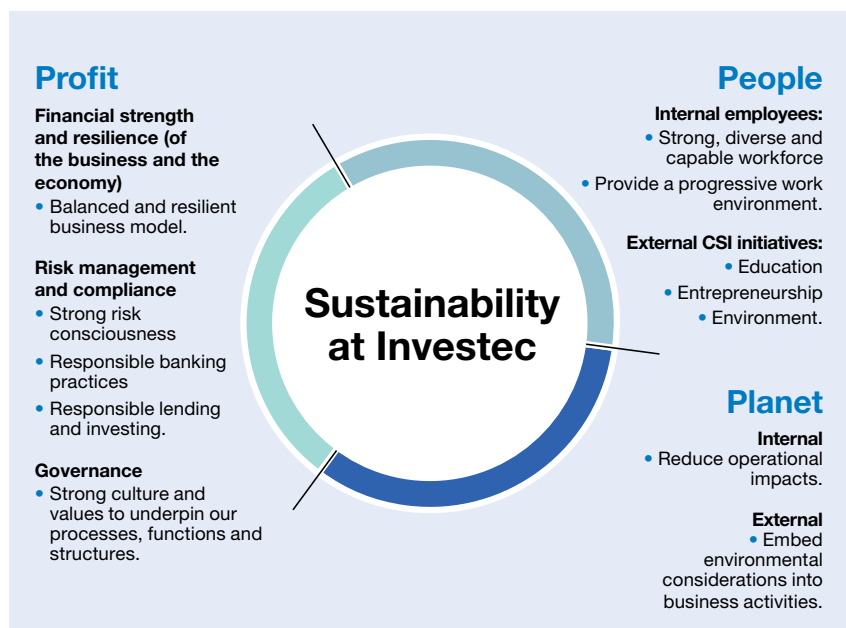 Profit
Financial strength
and resilience (of
the business and the
economy)
• Balanced and resilient
business model.
Risk management
and compliance
• Strong risk
consciousness
• Responsible banking
practices
• Responsible lending
and investing.
Governance
• Strong culture and
values to underpin our
processes, functions and
structures.
Sustainability
at Investec
People
Internal employees:
• Strong, diverse and
capable workforce
• Provide a progressive work
environment.
External CSI initiatives:
• Education
• Entrepreneurship
• Environment.
Planet
Internal
• Reduce operational
impacts.
External
• Embed
environmental
considerations into
business activities.